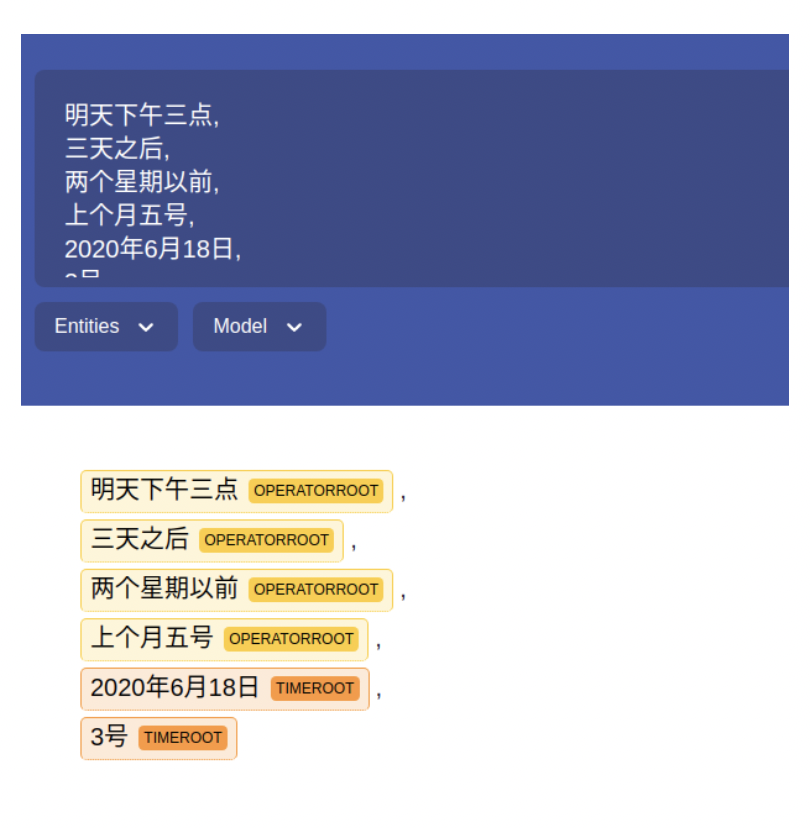 明天下午三点,
三天之后,
两个星期以前,
上个月五号,
2020年6月18日,
3号
Entities
Model
明天下午三点 OPERATORROOT ,
三天之后 OPERATORROOT ,
两个星期以前 OPERATORROOT ,
上个月五号 OPERATORROOT ,
2020年6月18日 TIMEROOT ,
3号 TIMEROOT